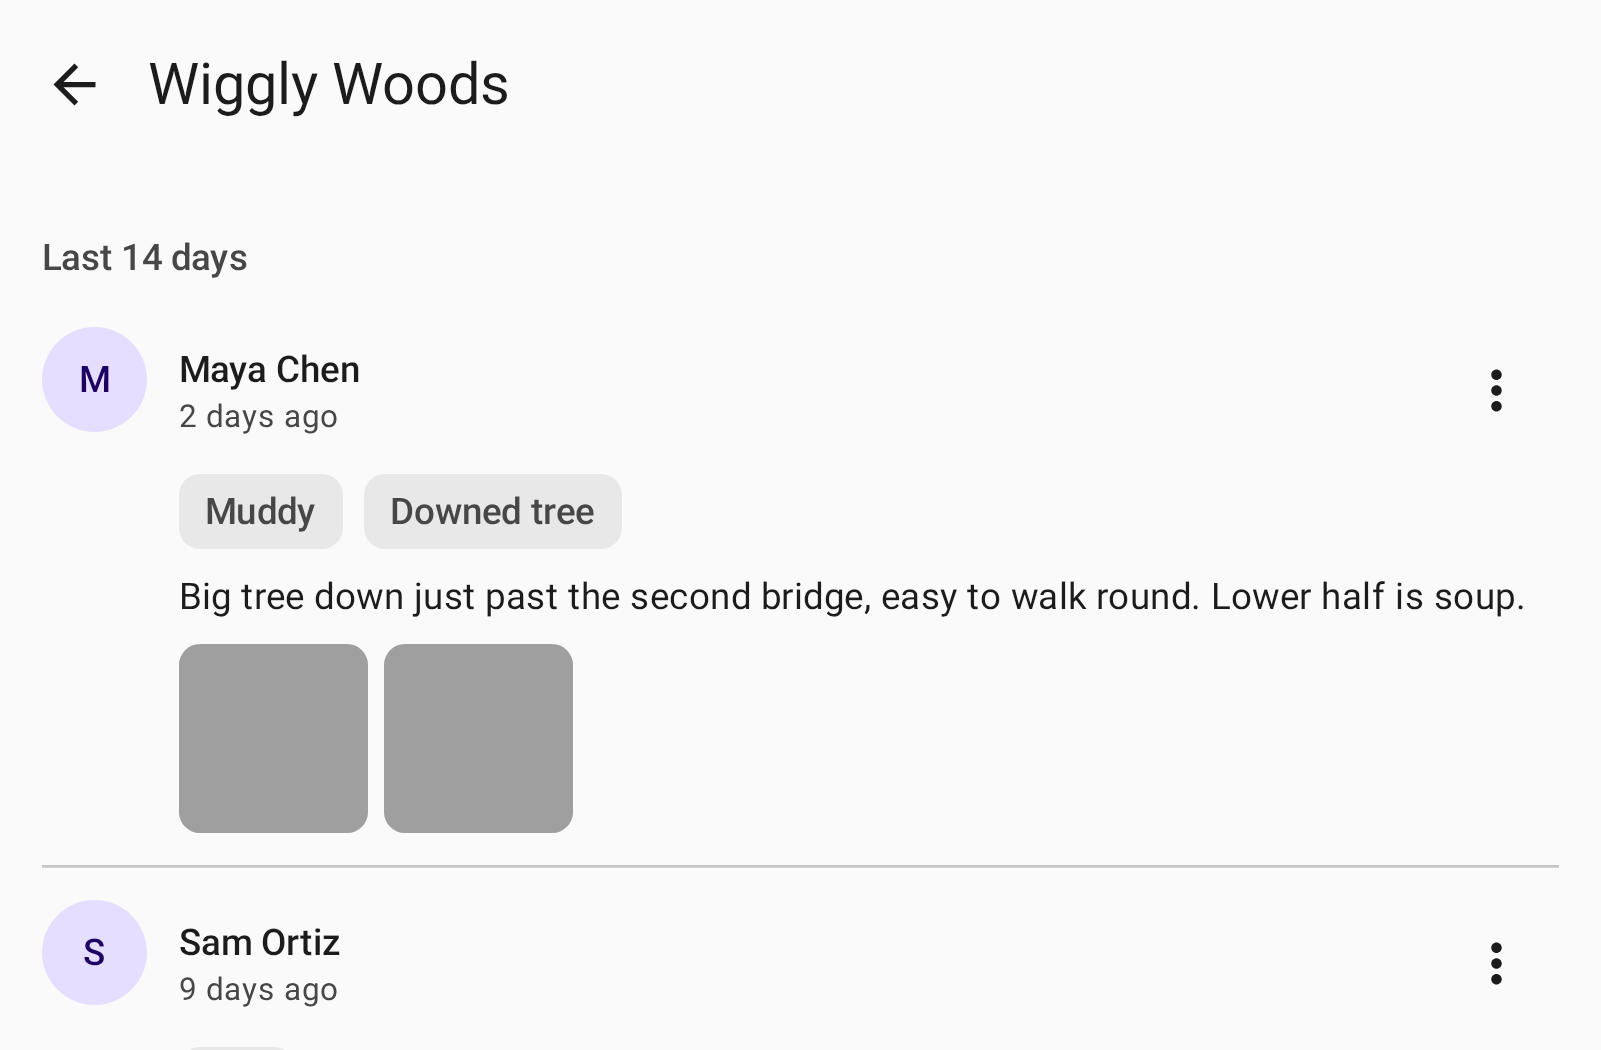 Wiggly Woods
Last 14 days
M
Maya Chen
2 days ago
Muddy
Downed tree
Big tree down just past the second bridge, easy to walk round. Lower half is soup.
S
Sam Ortiz
9 days ago